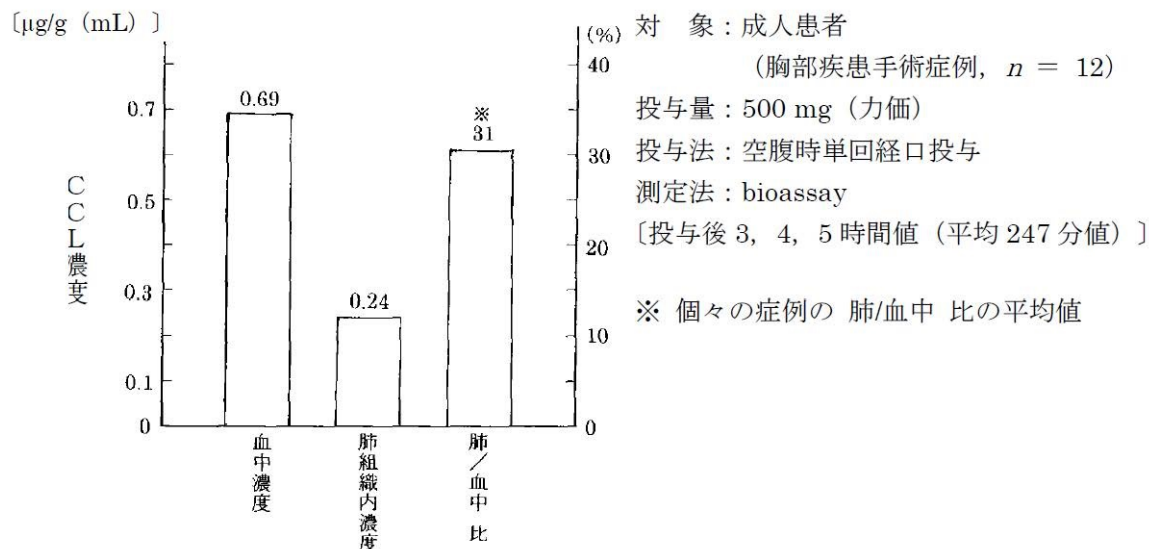 〔μg/g（mL）〕
(%)
0.7
0.5
0.3
0.1
0
40
30
20
10
0
CCL濃度
0.69
0.24
※
31
血中濃度
肺組織内濃度
肺／血中 比
対　象：成人患者
（胸部疾患手術症例，n = 12）
投与量：500 mg（力価）
投与法：空腹時単回経口投与
測定法：bioassay
〔投与後 3，4，5 時間値（平均 247 分値）〕
※ 個々の症例の 肺/血中 比の平均値